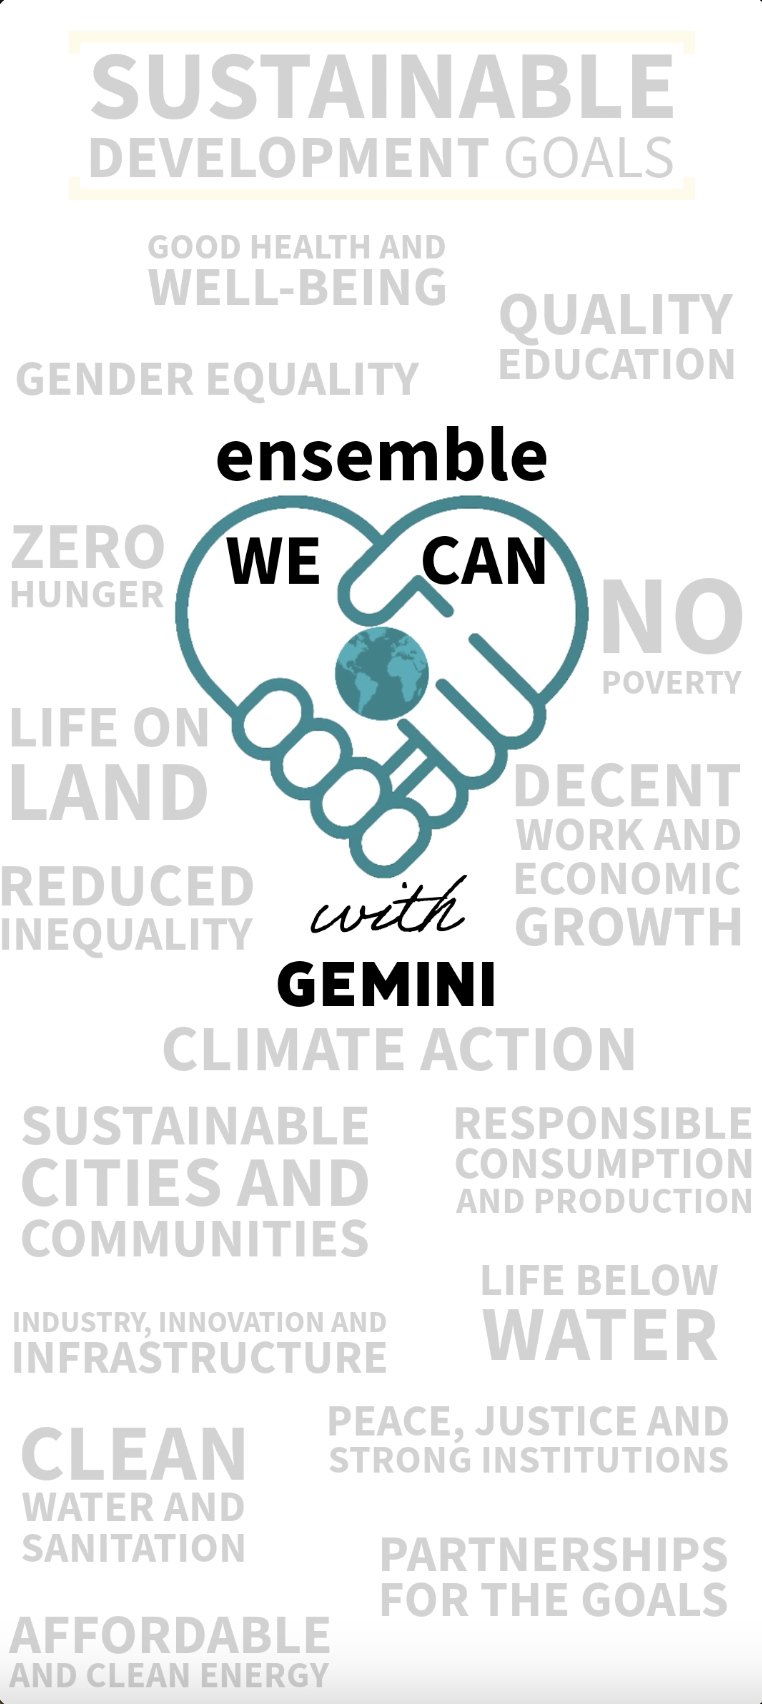 SUSTAINABLE
DEVELOPMENT GOALS
GOOD HEALTH AND
WELL-BEING
QUALITY
EDUCATION
GENDER EQUALITY
ensemble
WE CAN
ZERO
HUNGER
NO
POVERTY
LIFE ON
LAND
DECENT
WORK AND
ECONOMIC
GROWTH
REDUCED
INEQUALITY
with
GEMINI
CLIMATE ACTION
SUSTAINABLE
CITIES AND
COMMUNITIES
RESPONSIBLE
CONSUMPTION
AND PRODUCTION
LIFE BELOW
WATER
INDUSTRY, INNOVATION AND
INFRASTRUCTURE
PEACE, JUSTICE AND
STRONG INSTITUTIONS
CLEAN
WATER AND
SANITATION
PARTNERSHIPS
FOR THE GOALS
AFFORDABLE
AND CLEAN ENERGY